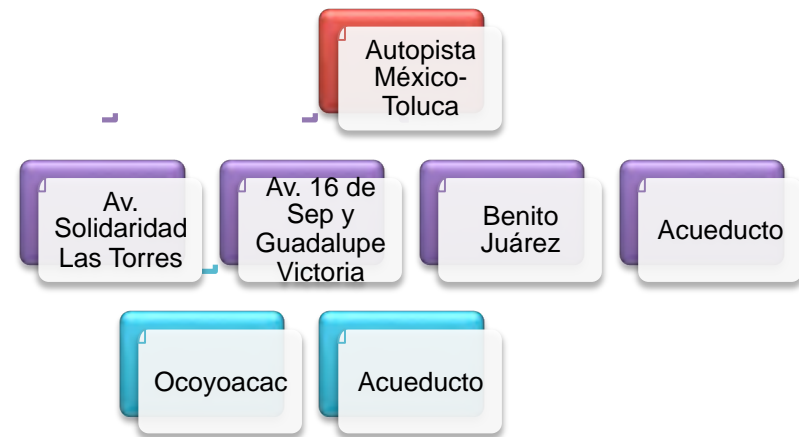 Autopista
México-
Toluca
Av.
Solidaridad
Las Torres
Av. 16 de
Sep y
Guadalupe
Victoria
Benito
Juárez
Acueducto
Ocoyoacac
Acueducto